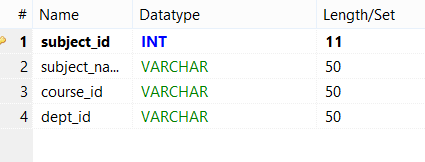 # Name Datatype Length/Set
1 subject_id INT 11
2 subject_na... VARCHAR 50
3 course_id VARCHAR 50
4 dept_id VARCHAR 50